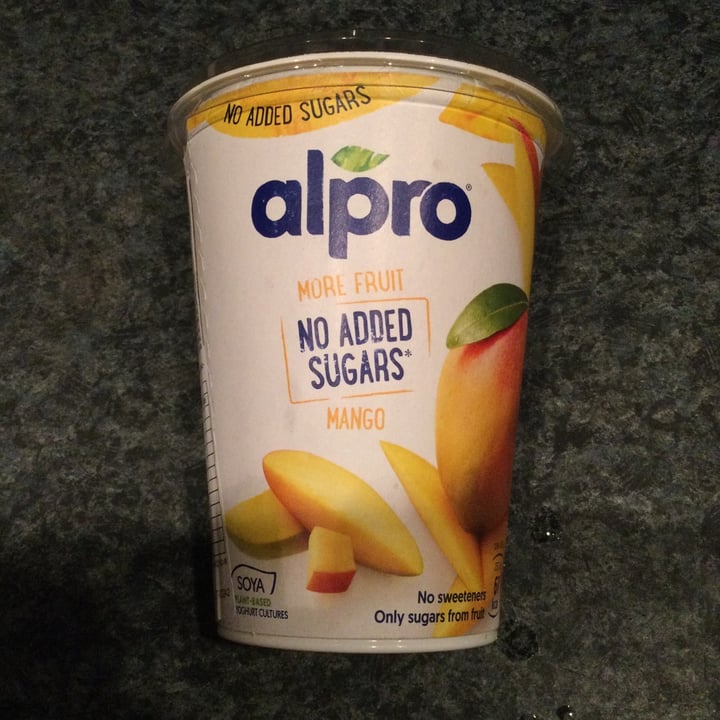 NO ADDED SUGARS
alpro®
MORE FRUIT
NO ADDED
SUGARS*
MANGO
SOYA
PLANT-BASED
YOGHURT CULTURES
No sweeteners
Only sugars from fruit